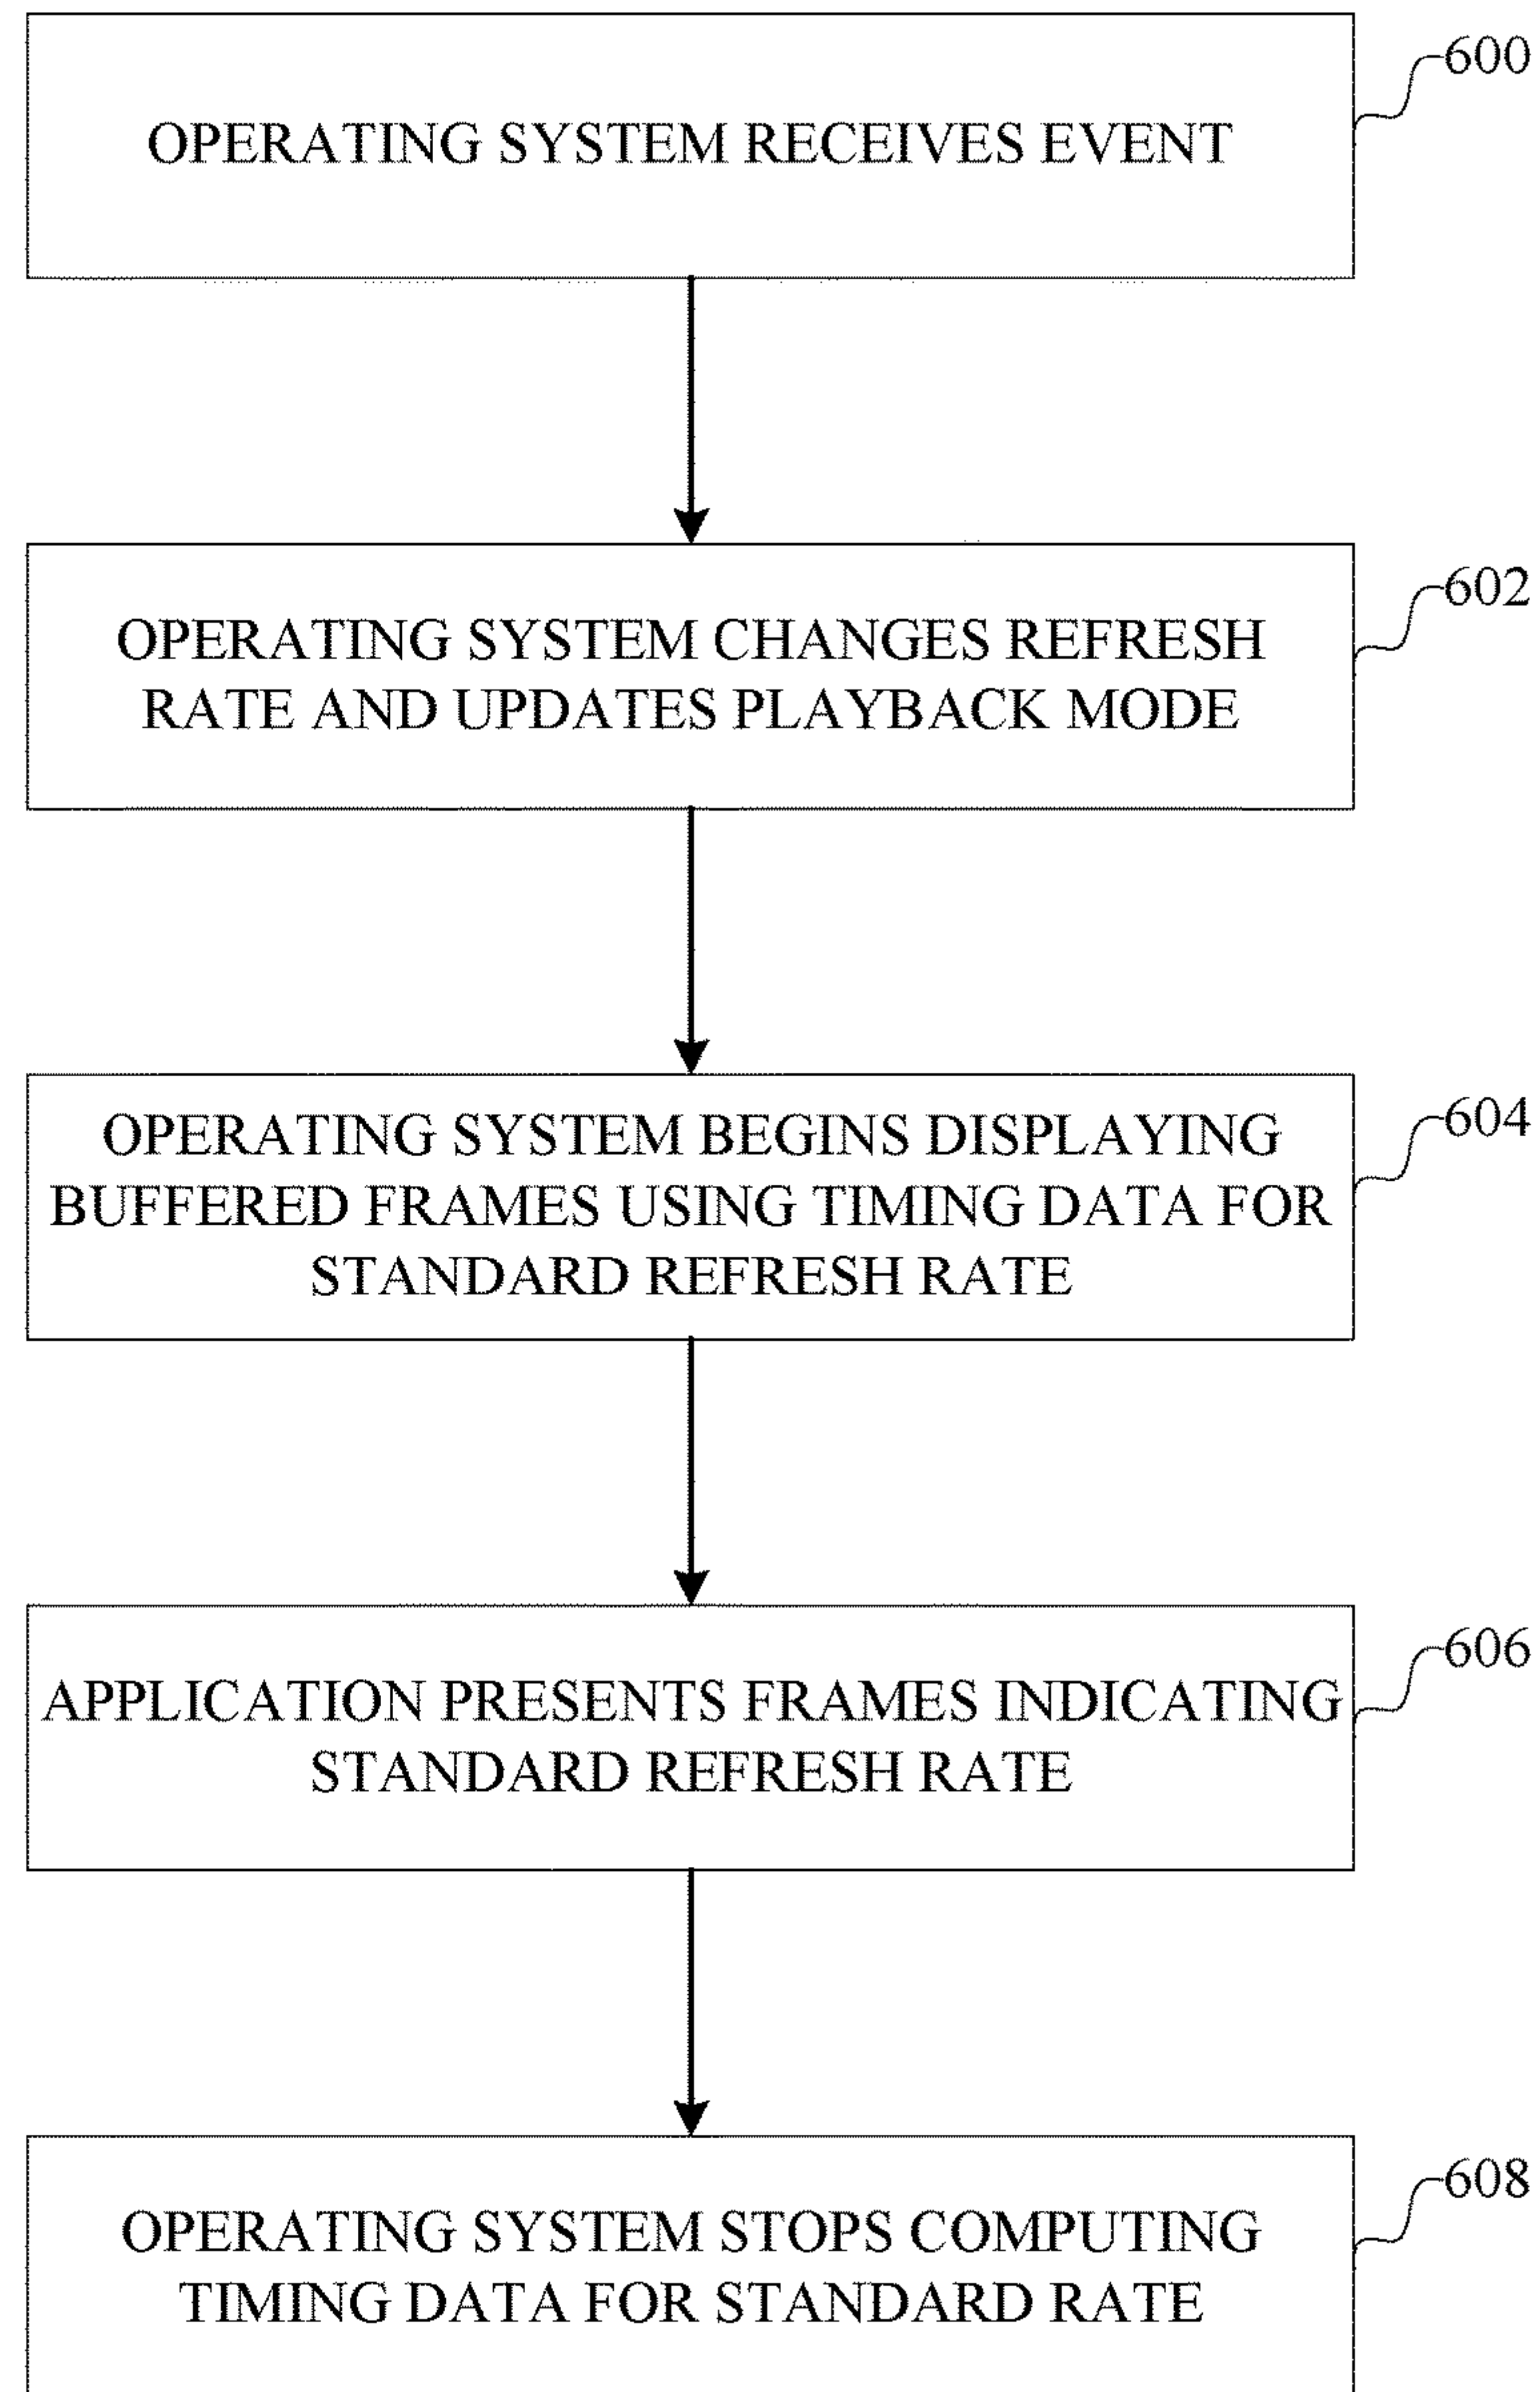 600
OPERATING SYSTEM RECEIVES EVENT
602
OPERATING SYSTEM CHANGES REFRESH
RATE AND UPDATES PLAYBACK MODE
604
OPERATING SYSTEM BEGINS DISPLAYING
BUFFERED FRAMES USING TIMING DATA FOR
STANDARD REFRESH RATE
606
APPLICATION PRESENTS FRAMES INDICATING
STANDARD REFRESH RATE
608
OPERATING SYSTEM STOPS COMPUTING
TIMING DATA FOR STANDARD RATE